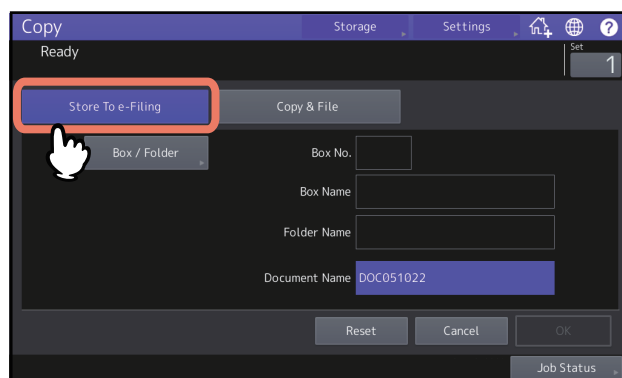 Copy Storage Settings ?
Ready
Set
1
Store To e-Filing Copy & File
Box / Folder Box No.
Box Name
Folder Name
Document Name DOC051022
Reset Cancel OK
Job Status